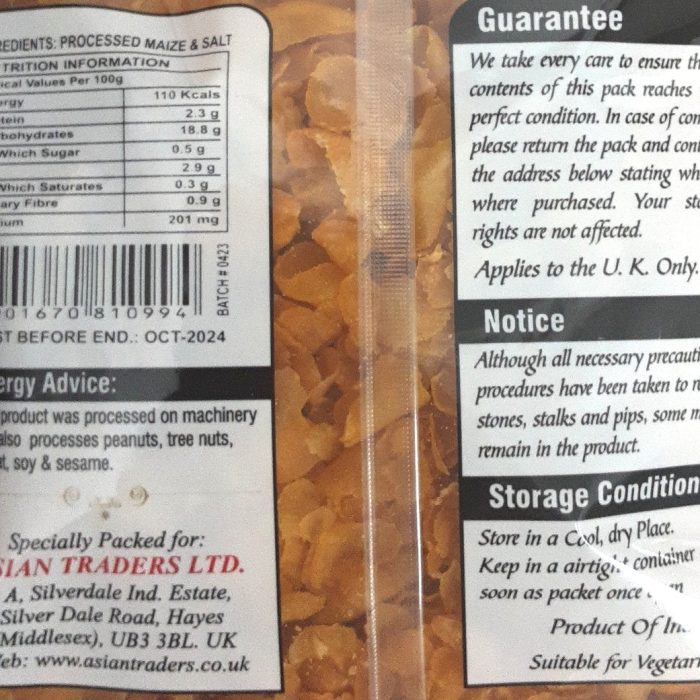 REDIENTS: PROCESSED MAIZE & SALT
TRITION INFORMATION
ical Values Per 100g
ergy 110 Kcals
tein 2.3 g
bohydrates 18.8 g
Which Sugar 0.5 g
2.9 g
Which Saturates 0.3 g
ary Fibre 0.9 g
ium 201 mg
01670 810994
BATCH # 0423
ST BEFORE END.: OCT-2024
ergy Advice:
product was processed on machinery
also processes peanuts, tree nuts,
t, soy & sesame.
Specially Packed for:
SIAN TRADERS LTD.
A, Silverdale Ind. Estate,
Silver Dale Road, Hayes
Middlesex), UB3 3BL. UK
eb: www.asiantraders.co.uk
Guarantee
We take every care to ensure th
contents of this pack reaches
perfect condition. In case of com
please return the pack and cont
the address below stating wh
where purchased. Your sta
rights are not affected.
Applies to the U. K. Only.
Notice
Although all necessary precauti
procedures have been taken to re
stones, stalks and pips, some m
remain in the product.
Storage Condition
Store in a Cool, dry Place.
Keep in a airtight container
soon as packet once
Product Of In
Suitable for Vegetari